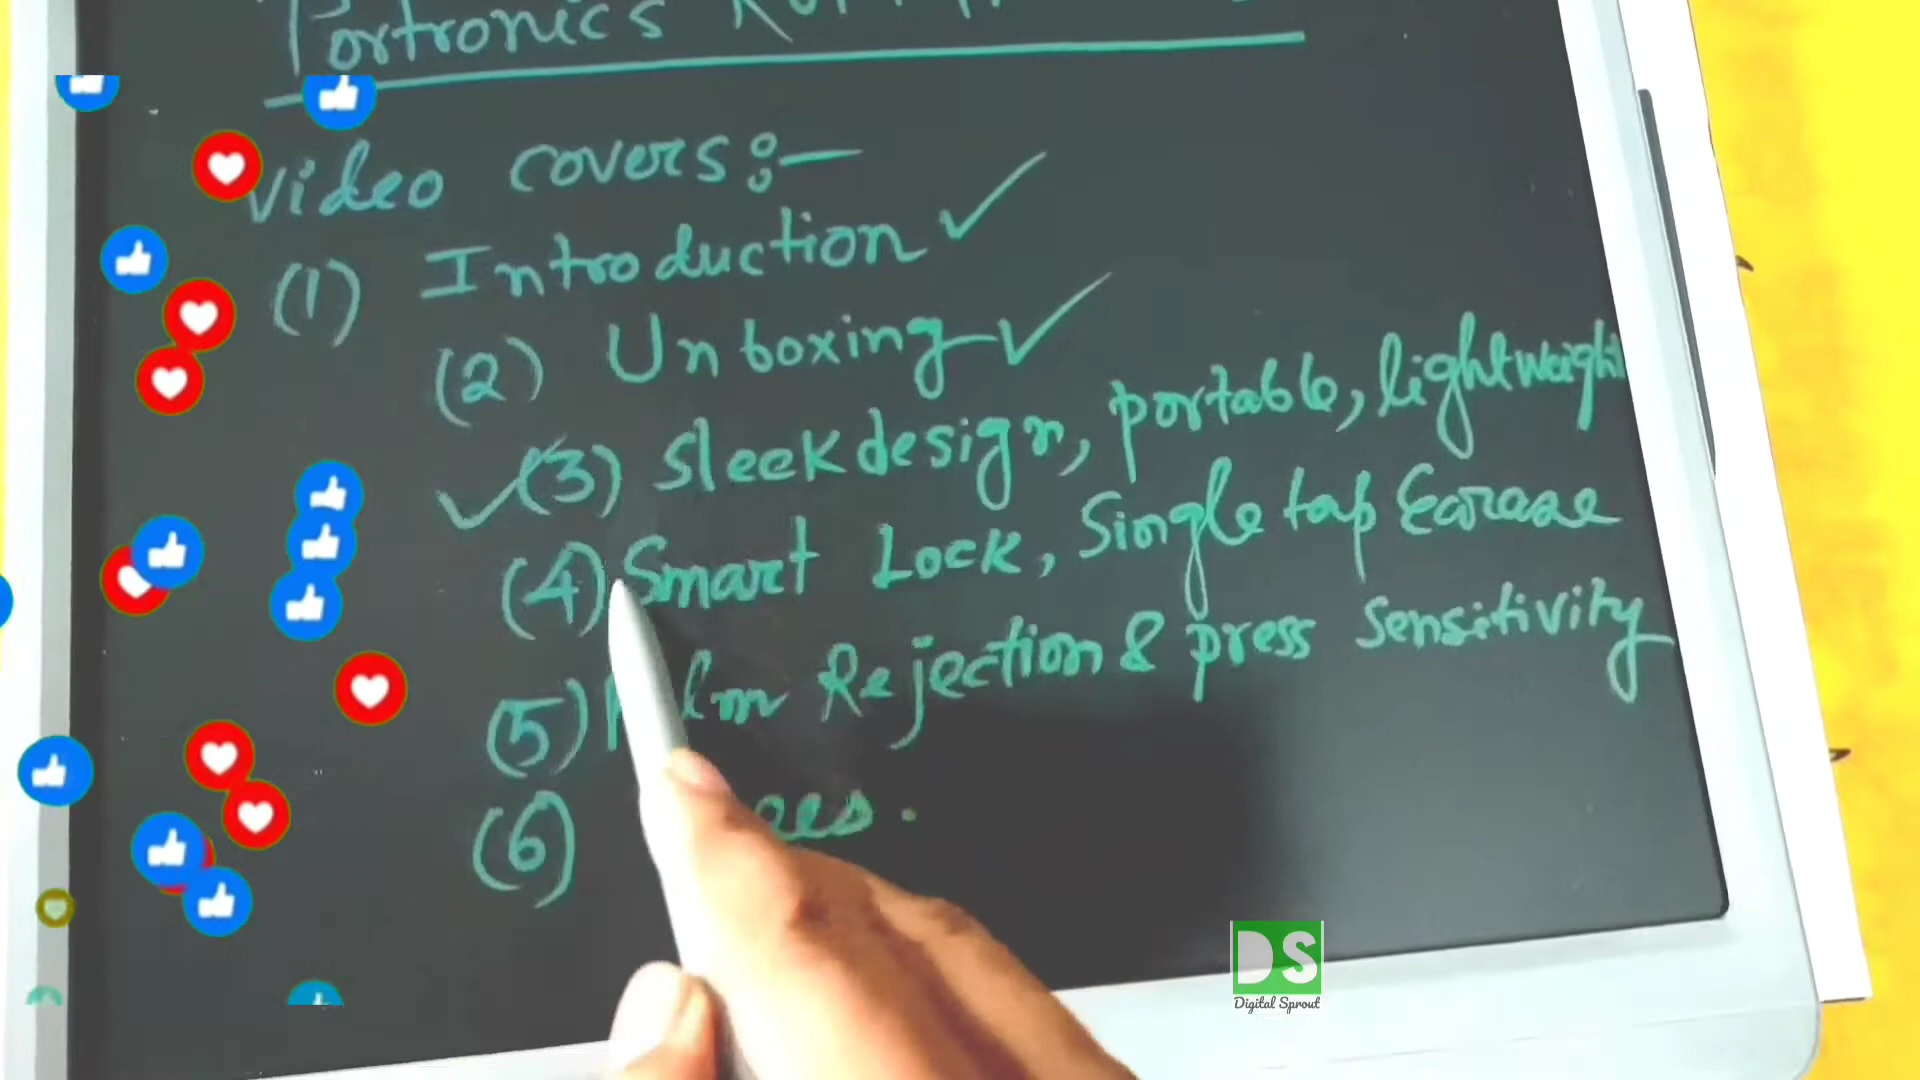 Portronics
Video covers:—
(1) Introduction ✓
(2) Unboxing ✓
✓(3) Sleek design, portable, lightweight
(4) Smart Lock, Single tap Earase
(5) Palm Rejection & press Sensitivity
(6)
DS
Digital Sprout